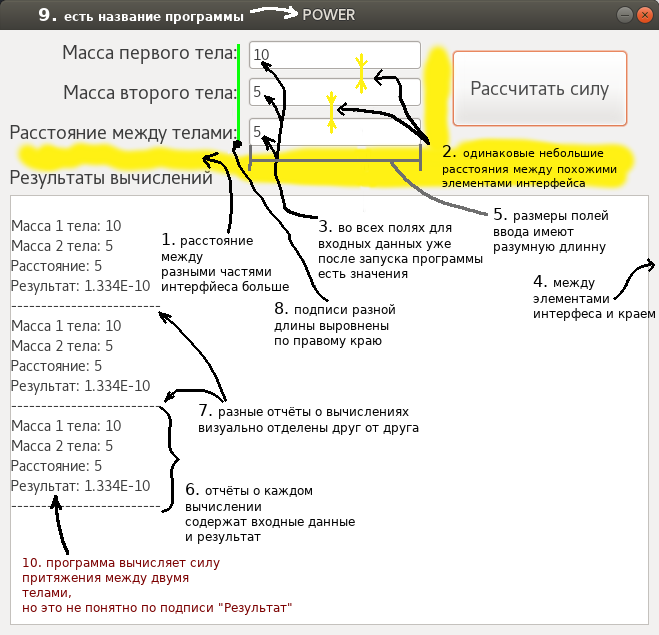 9. есть название программы
POWER
Масса первого тела:
10
Масса второго тела:
5
Рассчитать силу
Расстояние между телами:
5
2. одинаковые небольшие
расстояния между похожими
элементами интерфейса
Результаты вычислений
Масса 1 тела: 10
Масса 2 тела: 5
Расстояние: 5
Результат: 1.334E-10
--------------------------
1. расстояние
между
разными частями
интерфйеса больше
3. во всех полях для
входных данных уже
после запуска программы
есть значения
5. размеры полей
ввода имеют
разумную длинну
4. между
элементами
интерфеса и краем
8. подписи разной
длины выровнены
по правому краю
Масса 1 тела: 10
Масса 2 тела: 5
Расстояние: 5
Результат: 1.334E-10
--------------------------
7. разные отчёты о вычислениях
визуально отделены друг от друга
Масса 1 тела: 10
Масса 2 тела: 5
Расстояние: 5
Результат: 1.334E-10
--------------------------
6. отчёты о каждом
вычислении
содержат входные данные
и результат
10. программа вычисляет силу
притяжения между двумя
телами,
но это не понятно по подписи "Результат"